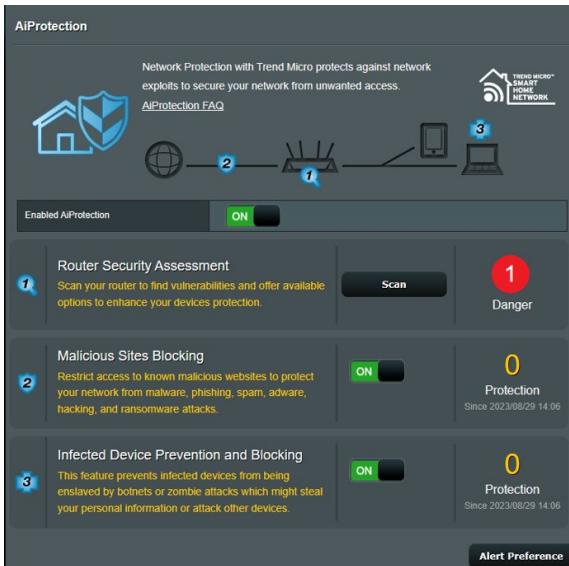 AiProtection
Network Protection with Trend Micro protects against network
exploits to secure your network from unwanted access.
AiProtection FAQ
TREND MICRO™
SMART
HOME
NETWORK
3
2
1
Enabled AiProtection
ON
1
Router Security Assessment
Scan your router to find vulnerabilities and offer available
options to enhance your devices protection.
Scan
1
Danger
2
Malicious Sites Blocking
Restrict access to known malicious websites to protect
your network from malware, phishing, spam, adware,
hacking, and ransomware attacks.
ON
0
Protection
Since 2023/08/29 14:06
3
Infected Device Prevention and Blocking
This feature prevents infected devices from being
enslaved by botnets or zombie attacks which might steal
your personal information or attack other devices.
ON
0
Protection
Since 2023/08/29 14:06
Alert Preference